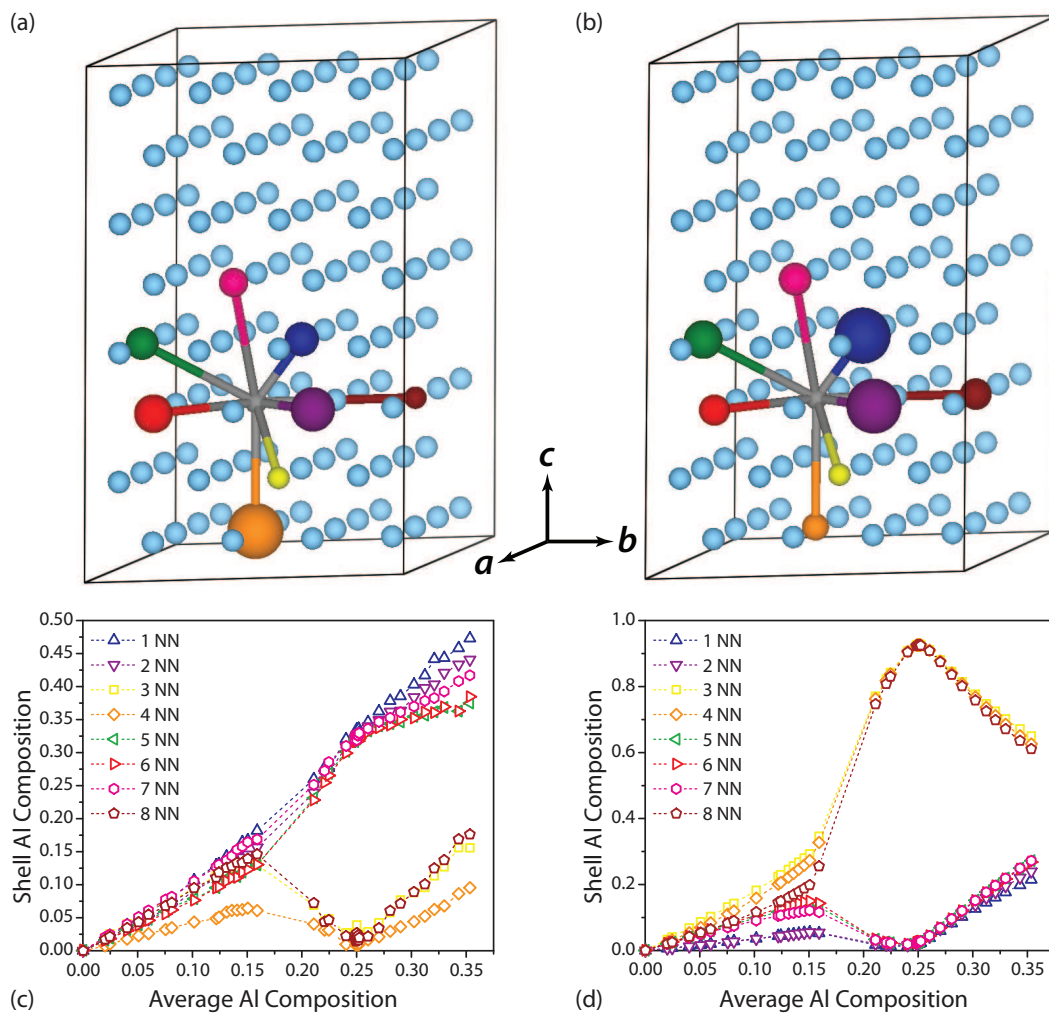 (a)
(b)
c
a
b
0.50
0.45
0.40
0.35
0.30
0.25
0.20
0.15
0.10
0.05
0.00
Shell Al Composition
1 NN
2 NN
3 NN
4 NN
5 NN
6 NN
7 NN
8 NN
0.00 0.05 0.10 0.15 0.20 0.25 0.30 0.35
(c)
Average Al Composition
1.0
0.8
0.6
0.4
0.2
0.0
Shell Al Composition
1 NN
2 NN
3 NN
4 NN
5 NN
6 NN
7 NN
8 NN
0.00 0.05 0.10 0.15 0.20 0.25 0.30 0.35
(d)
Average Al Composition